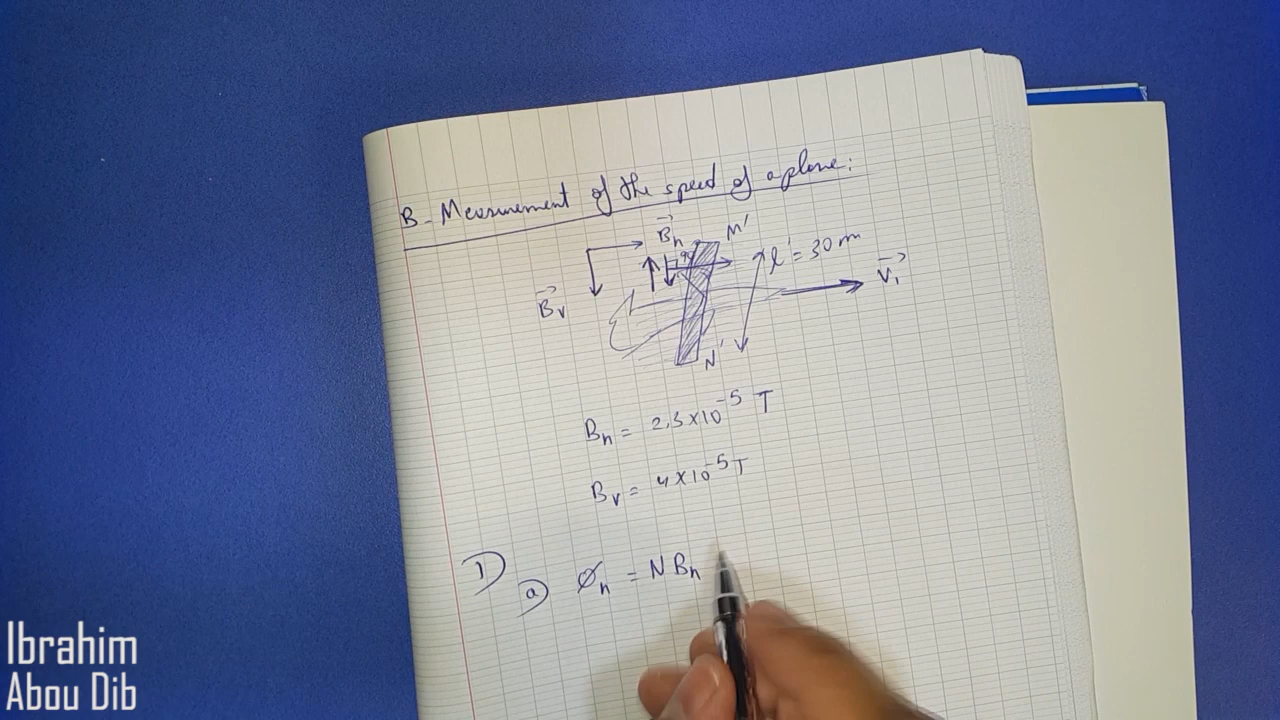 B - Measurement of the speed of a plane:
B⃗h
M'
90
l' = 30 m
V⃗₁
B⃗v
N'
Bh = 2.3×10⁻⁵ T
Bv = 4×10⁻⁵ T
1)
a) Øh = N Bh
Ibrahim
Abou Dib